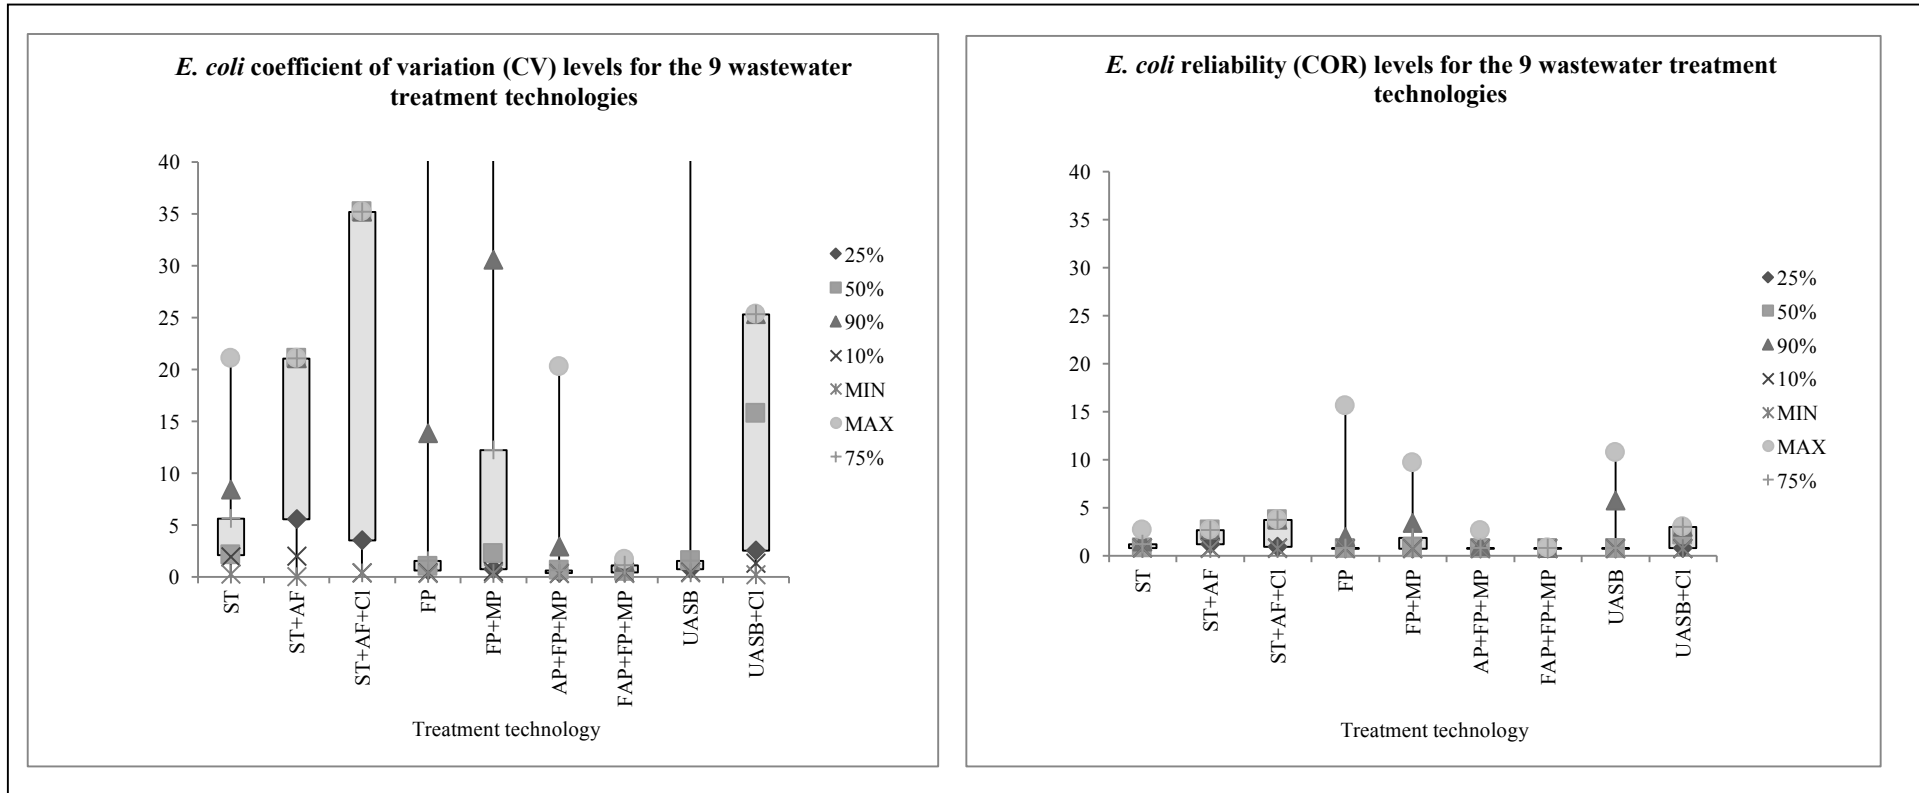 E. coli coefficient of variation (CV) levels for the 9 wastewater
treatment technologies
40
35
30
25
20
15
10
5
0
ST
ST+AF
ST+AF+Cl
FP
FP+MP
AP+FP+MP
FAP+FP+MP
UASB
UASB+Cl
Treatment technology
25%
50%
90%
10%
MIN
MAX
75%
E. coli reliability (COR) levels for the 9 wastewater treatment
technologies
40
35
30
25
20
15
10
5
0
ST
ST+AF
ST+AF+Cl
FP
FP+MP
AP+FP+MP
FAP+FP+MP
UASB
UASB+Cl
Treatment technology
25%
50%
90%
10%
MIN
MAX
75%